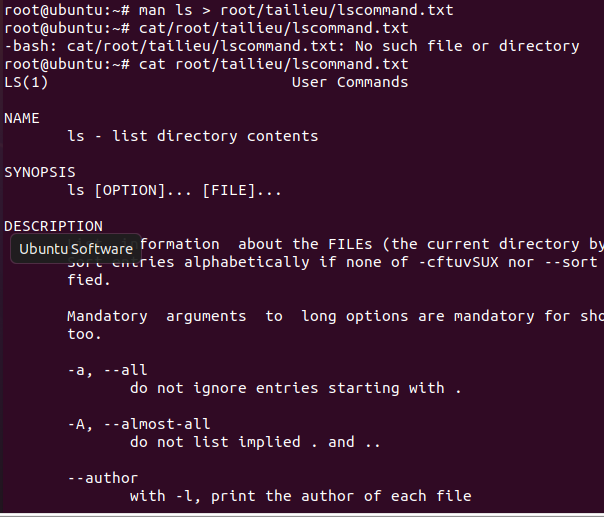 root@ubuntu:~# man ls > root/tailieu/lscommand.txt
root@ubuntu:~# cat/root/tailieu/lscommand.txt
-bash: cat/root/tailieu/lscommand.txt: No such file or directory
root@ubuntu:~# cat root/tailieu/lscommand.txt
LS(1) User Commands
NAME
ls - list directory contents
SYNOPSIS
ls [OPTION]... [FILE]...
DESCRIPTION
formation about the FILEs (the current directory by
Ubuntu Software
Sort entries alphabetically if none of -cftuvSUX nor --sort
fied.
Mandatory arguments to long options are mandatory for sho
too.
-a, --all
do not ignore entries starting with .
-A, --almost-all
do not list implied . and ..
--author
with -l, print the author of each file